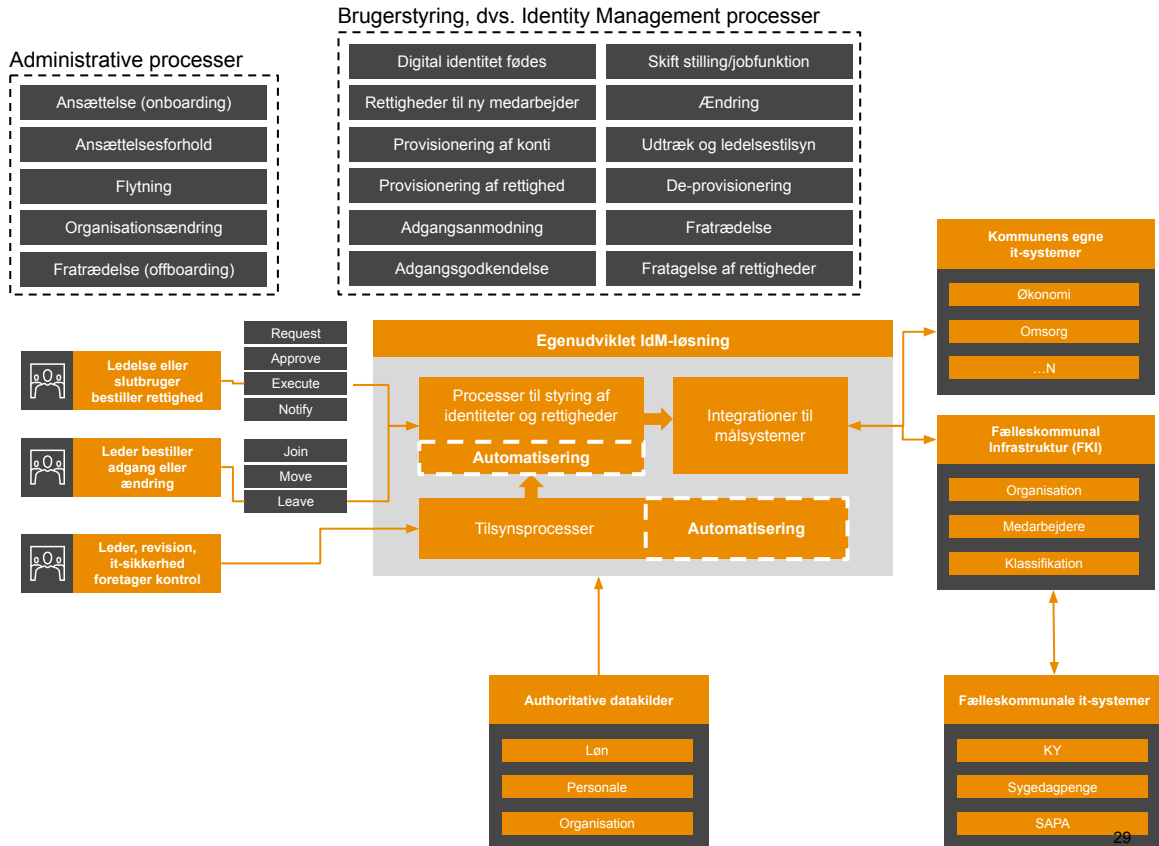 Brugerstyring, dvs. Identity Management processer
Administrative processer
Ansættelse (onboarding)
Ansættelsesforhold
Flytning
Organisationsændring
Fratrædelse (offboarding)
Digital identitet fødes
Rettigheder til ny medarbejder
Provisionering af konti
Provisionering af rettighed
Adgangsanmodning
Adgangsgodkendelse
Skift stilling/jobfunktion
Ændring
Udtræk og ledelsestilsyn
De-provisionering
Fratrædelse
Fratagelse af rettigheder
Ledelse eller
slutbruger
bestiller rettighed
Request
Approve
Execute
Notify
Leder bestiller
adgang eller
ændring
Join
Move
Leave
Leder, revision,
it-sikkerhed
foretager kontrol
Egenudviklet IdM-løsning
Processer til styring af
identiteter og rettigheder
Automatisering
Integrationer til
målsystemer
Tilsynsprocesser
Automatisering
Kommunens egne
it-systemer
Økonomi
Omsorg
…N
Fælleskommunal
Infrastruktur (FKI)
Organisation
Medarbejdere
Klassifikation
Authoritative datakilder
Løn
Personale
Organisation
Fælleskommunale it-systemer
KY
Sygedagpenge
SAPA
29